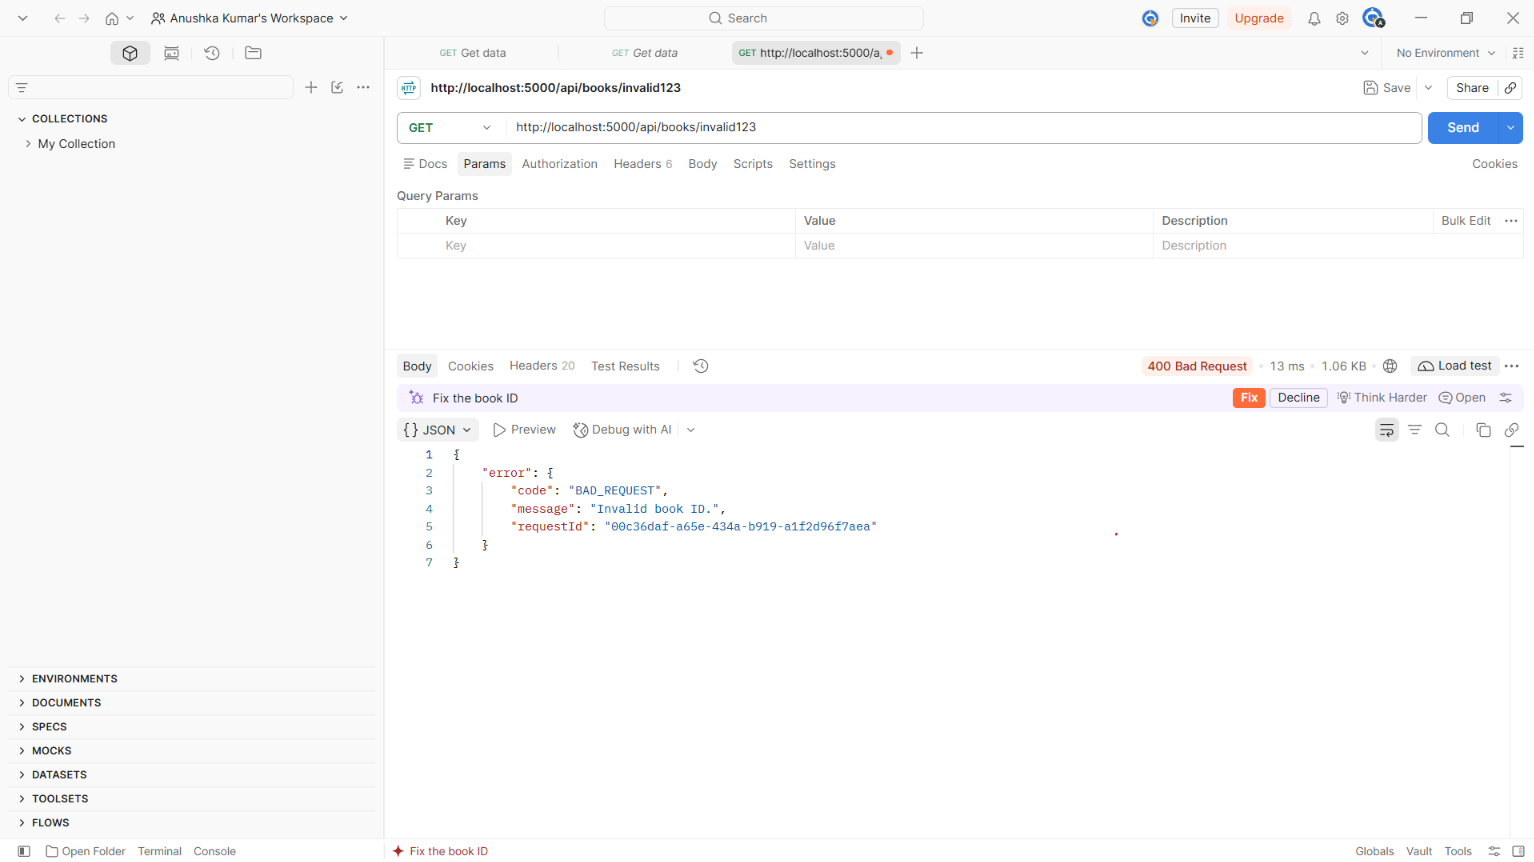 Anushka Kumar's Workspace
Search
Invite
Upgrade
GET Get data
GET Get data
GET http://localhost:5000/a
No Environment
HTTP http://localhost:5000/api/books/invalid123
Save
Share
COLLECTIONS
My Collection
GET
http://localhost:5000/api/books/invalid123
Send
Docs
Params
Authorization
Headers 6
Body
Scripts
Settings
Cookies
Query Params
Key
Value
Description
Bulk Edit
Key
Value
Description
Body
Cookies
Headers 20
Test Results
400 Bad Request
13 ms
1.06 KB
Load test
Fix the book ID
Fix
Decline
Think Harder
Open
{} JSON
Preview
Debug with AI
1 {
2 "error": {
3 "code": "BAD_REQUEST",
4 "message": "Invalid book ID.",
5 "requestId": "00c36daf-a65e-434a-b919-a1f2d96f7aea"
6 }
7 }
ENVIRONMENTS
DOCUMENTS
SPECS
MOCKS
DATASETS
TOOLSETS
FLOWS
Open Folder
Terminal
Console
Fix the book ID
Globals
Vault
Tools